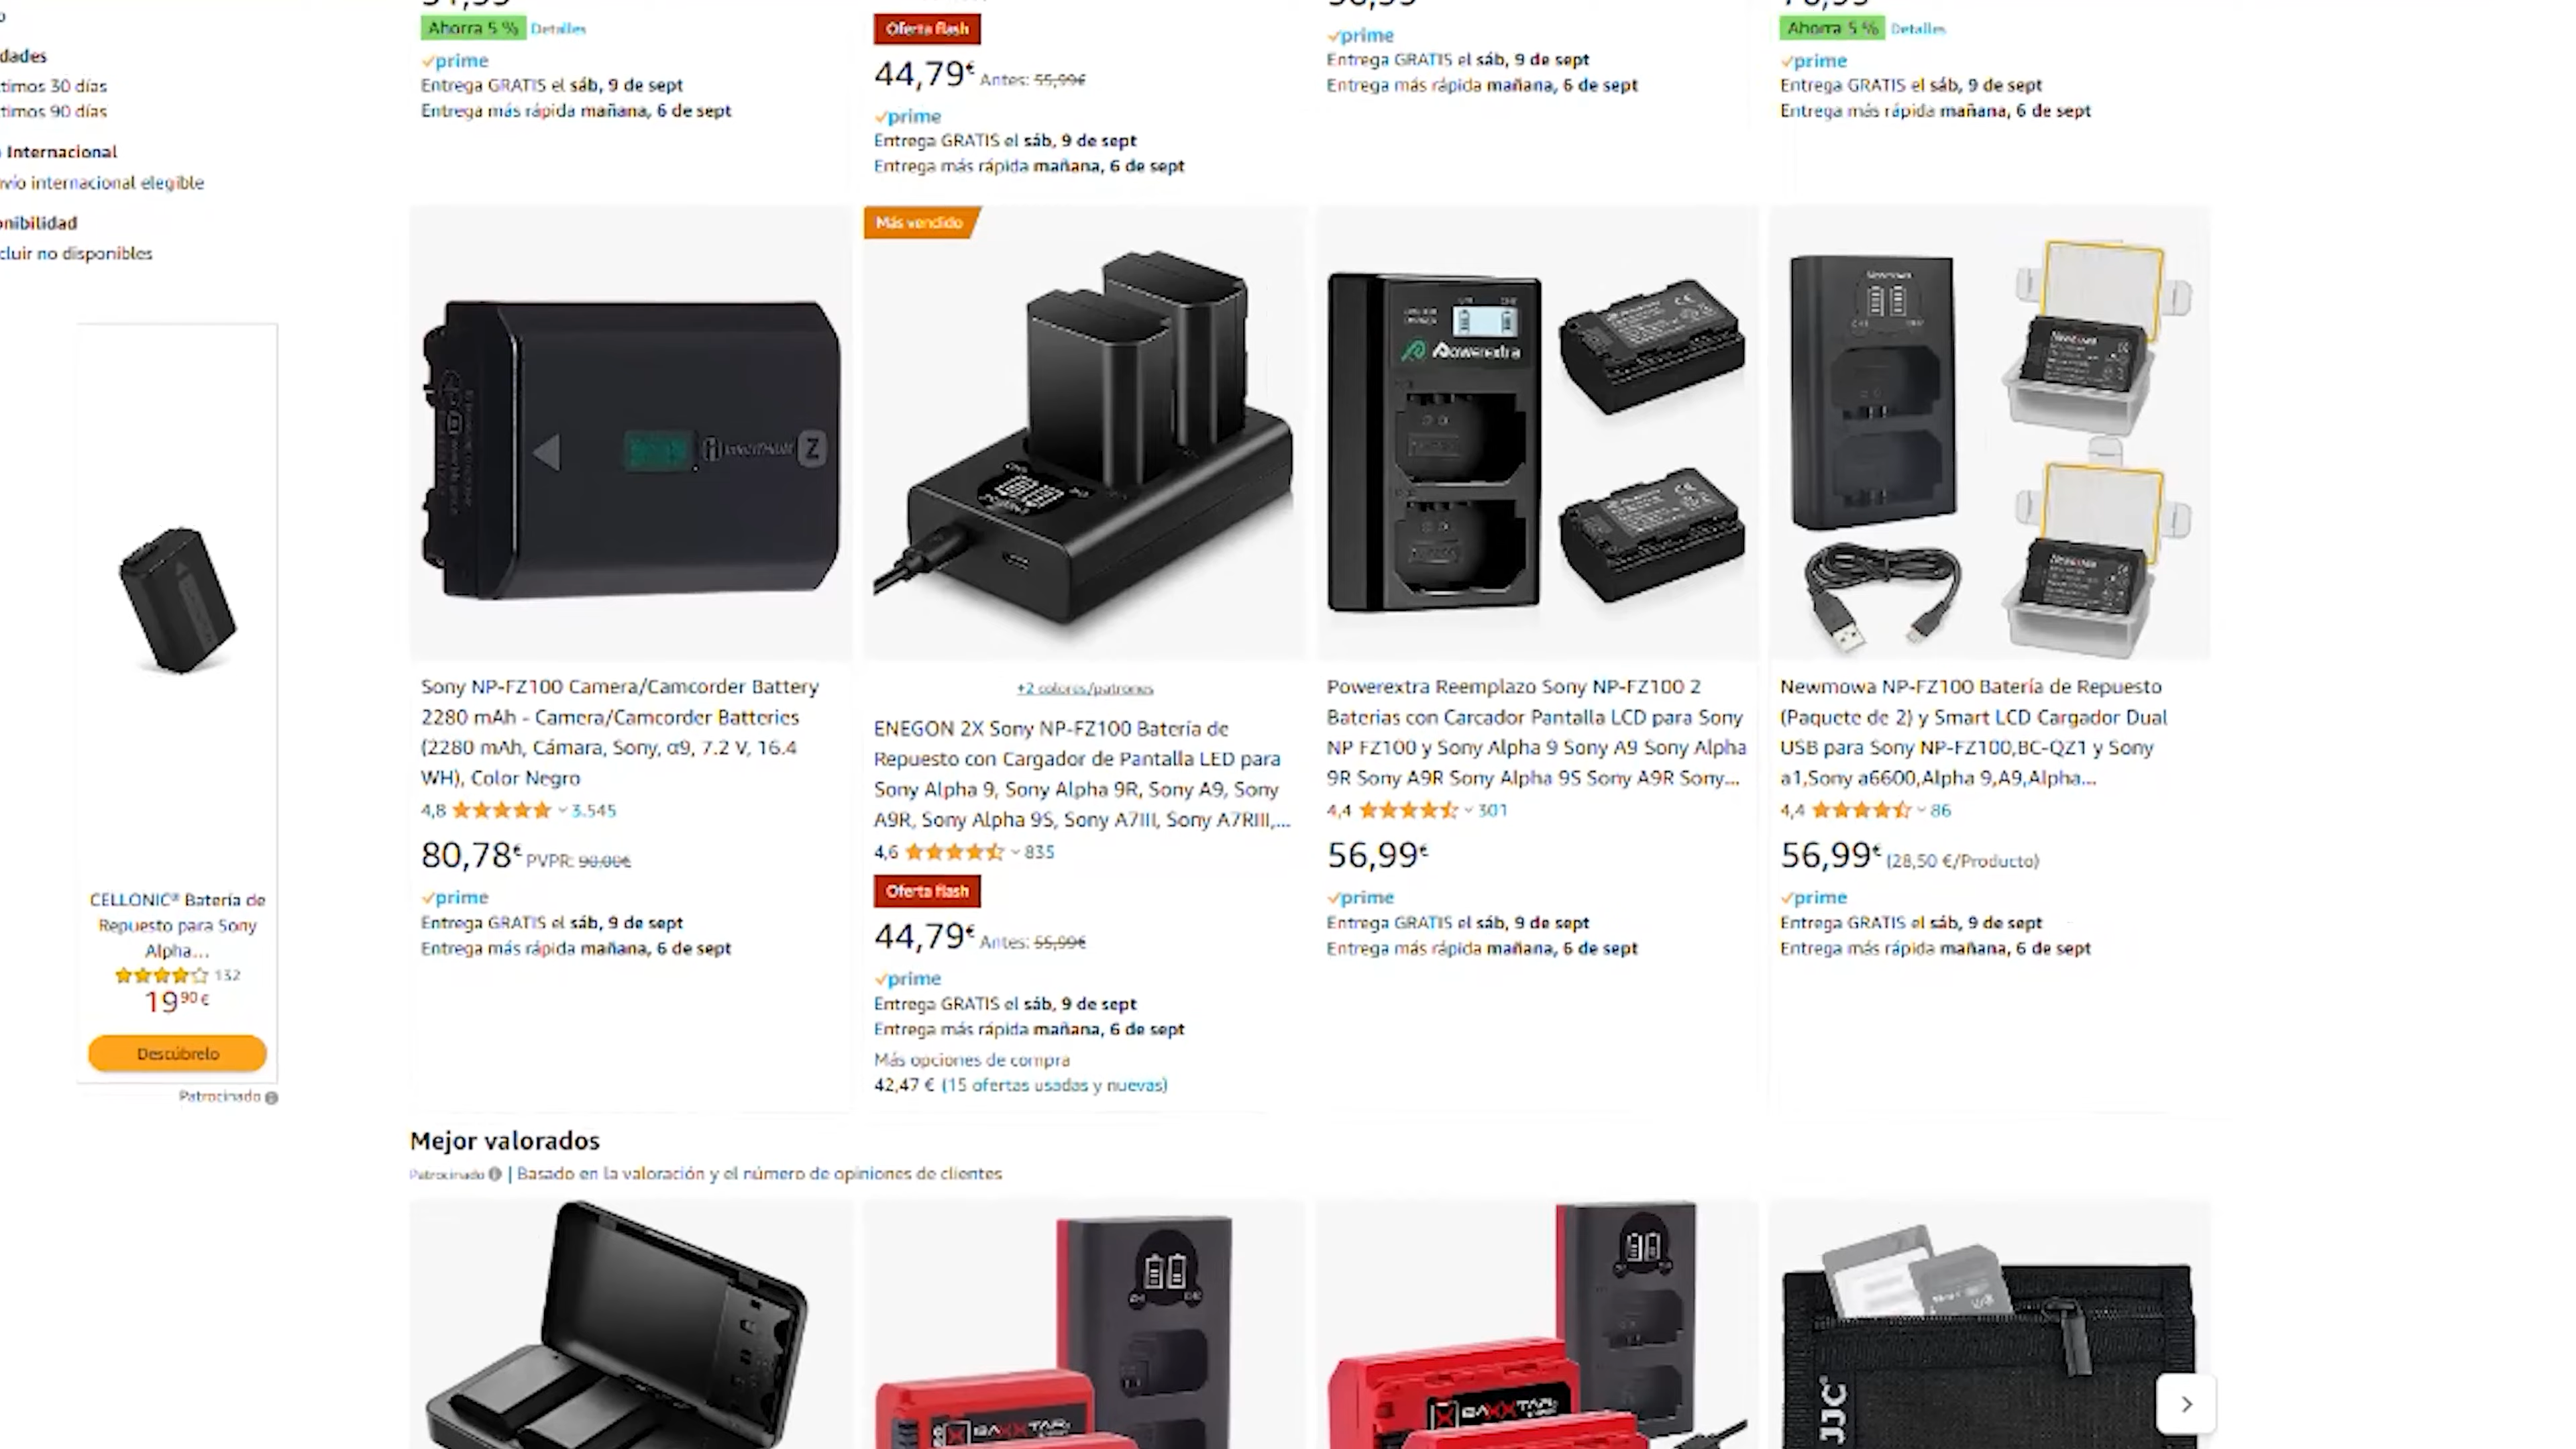 dades
timos 30 días
timos 90 días
Internacional
vío internacional elegible
onibilidad
cluir no disponibles
CELLONIC® Batería de
Repuesto para Sony
Alpha...
132
19 90 €
Descúbrelo
Patrocinado
Ahorra 5 % Detalles
prime
Entrega GRATIS el sáb, 9 de sept
Entrega más rápida mañana, 6 de sept
Oferta flash
44,79€ Antes: 55,99€
prime
Entrega GRATIS el sáb, 9 de sept
Entrega más rápida mañana, 6 de sept
prime
Entrega GRATIS el sáb, 9 de sept
Entrega más rápida mañana, 6 de sept
Ahorra 5 % Detalles
prime
Entrega GRATIS el sáb, 9 de sept
Entrega más rápida mañana, 6 de sept
Z
Sony NP-FZ100 Camera/Camcorder Battery
2280 mAh - Camera/Camcorder Batteries
(2280 mAh, Cámara, Sony, α9, 7.2 V, 16.4
WH), Color Negro
4,8 3.545
80,78€ PVPR: 90,00€
prime
Entrega GRATIS el sáb, 9 de sept
Entrega más rápida mañana, 6 de sept
Más vendido
+2 colores/patrones
ENEGON 2X Sony NP-FZ100 Batería de
Repuesto con Cargador de Pantalla LED para
Sony Alpha 9, Sony Alpha 9R, Sony A9, Sony
A9R, Sony Alpha 9S, Sony A7III, Sony A7RIII,...
4,6 835
Oferta flash
44,79€ Antes: 55,99€
prime
Entrega GRATIS el sáb, 9 de sept
Entrega más rápida mañana, 6 de sept
Más opciones de compra
42,47 € (15 ofertas usadas y nuevas)
Powerextra
Powerextra Reemplazo Sony NP-FZ100 2
Baterias con Carcador Pantalla LCD para Sony
NP FZ100 y Sony Alpha 9 Sony A9 Sony Alpha
9R Sony A9R Sony Alpha 9S Sony A9R Sony...
4,4 301
56,99€
prime
Entrega GRATIS el sáb, 9 de sept
Entrega más rápida mañana, 6 de sept
Newmowa
Newmowa NP-FZ100 Batería de Repuesto
(Paquete de 2) y Smart LCD Cargador Dual
USB para Sony NP-FZ100,BC-QZ1 y Sony
a1,Sony a6600,Alpha 9,A9,Alpha...
4,4 86
56,99€ (28,50 €/Producto)
prime
Entrega GRATIS el sáb, 9 de sept
Entrega más rápida mañana, 6 de sept
Mejor valorados
Patrocinado | Basado en la valoración y el número de opiniones de clientes
BAXXTAR
BAXXTAR
JJC